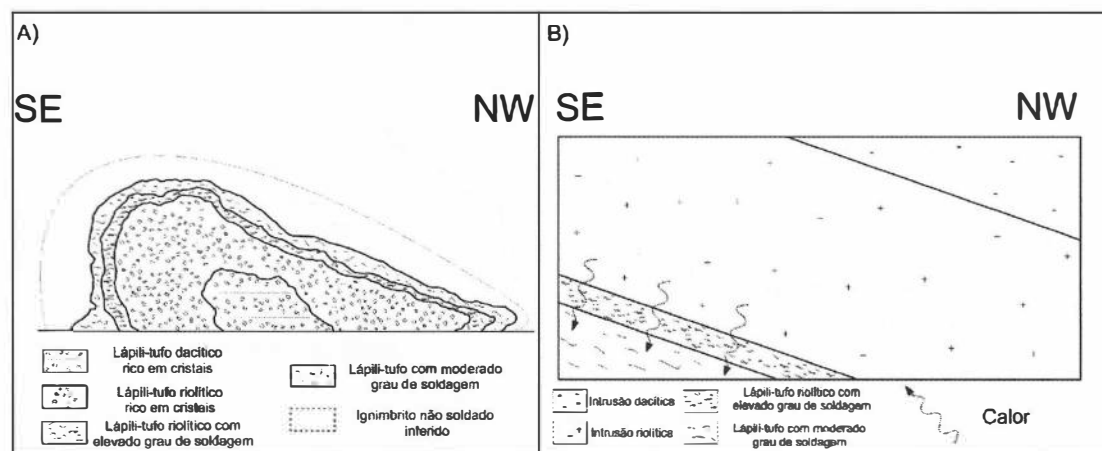 A)
SE
NW
Lápili-tufo dacítico
rico em cristais
Lápili-tufo riolítico
rico em cristais
Lápili-tufo riolítico com
elevado grau de soldagem
Lápili-tufo com moderado
grau de soldagem
Ignimbrito não soldado
inferido
B)
SE
NW
Intrusão dacítica
Intrusão riolítica
Lápili-tufo riolítico com
elevado grau de soldagem
Lápili-tufo com moderado
grau de soldagem
Calor